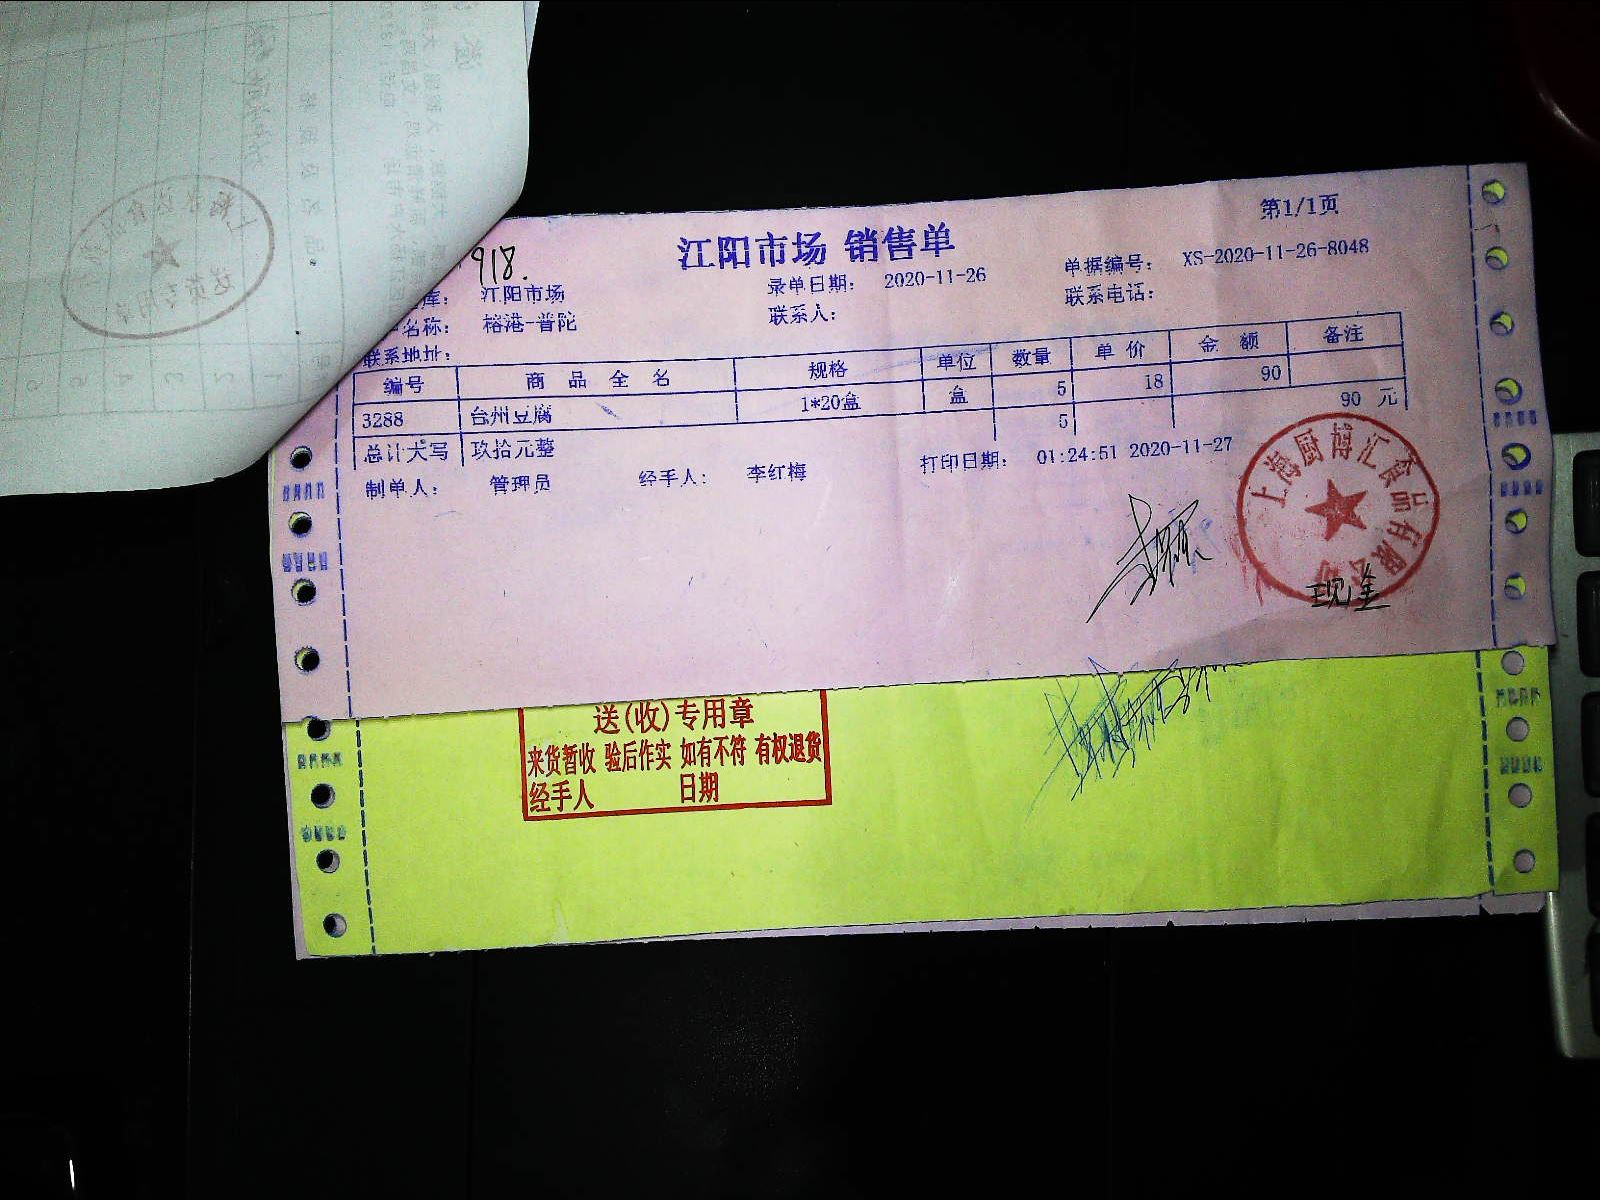 第1/1页
江阳市场 销售单
918.
库: 江阳市场 录单日期: 2020-11-26 单据编号: XS-2020-11-26-8048
名称: 榕港-普陀 联系人: 联系电话:
联系地址:
编号 商品全名 规格 单位 数量 单价 金额 备注
3288 台州豆腐 1*20盒 盒 5 18 90
总计大写 玖拾元整 5 90 元
制单人: 管理员 经手人: 李红梅 打印日期: 01:24:51 2020-11-27
上海厨博汇食品有限公司
现金
送(收)专用章
来货暂收 验后作实 如有不符 有权退货
经手人 日期